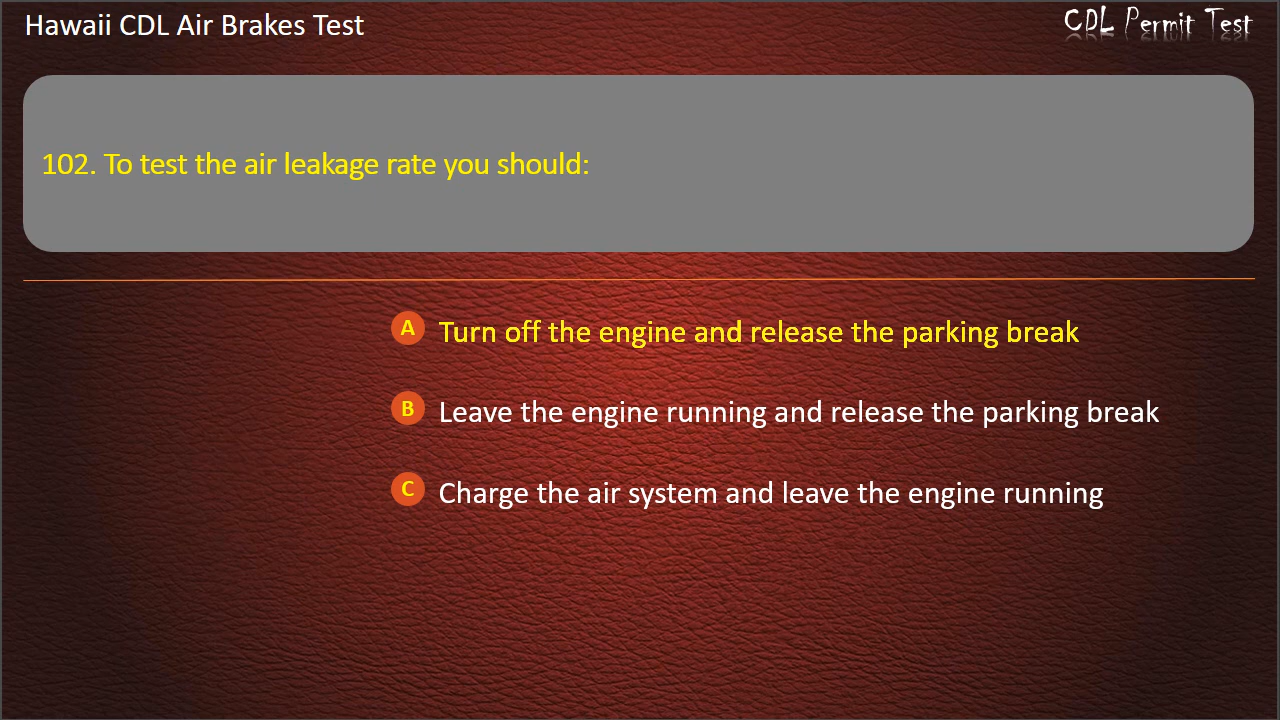 Hawaii CDL Air Brakes Test
CDL Permit Test
102. To test the air leakage rate you should:
A Turn off the engine and release the parking break
B Leave the engine running and release the parking break
C Charge the air system and leave the engine running